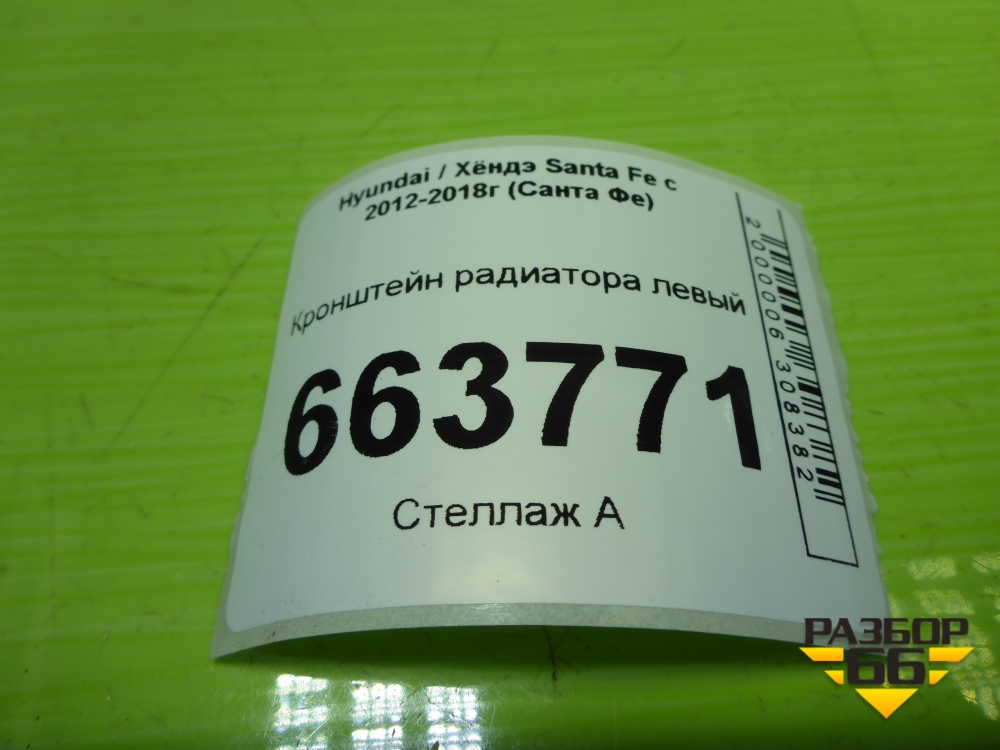 Hyundai / Хёндэ Santa Fe с
2012-2018г (Санта Фе)
Кронштейн радиатора левый
663771
Стеллаж А
2000006308382
РАЗБОР
66